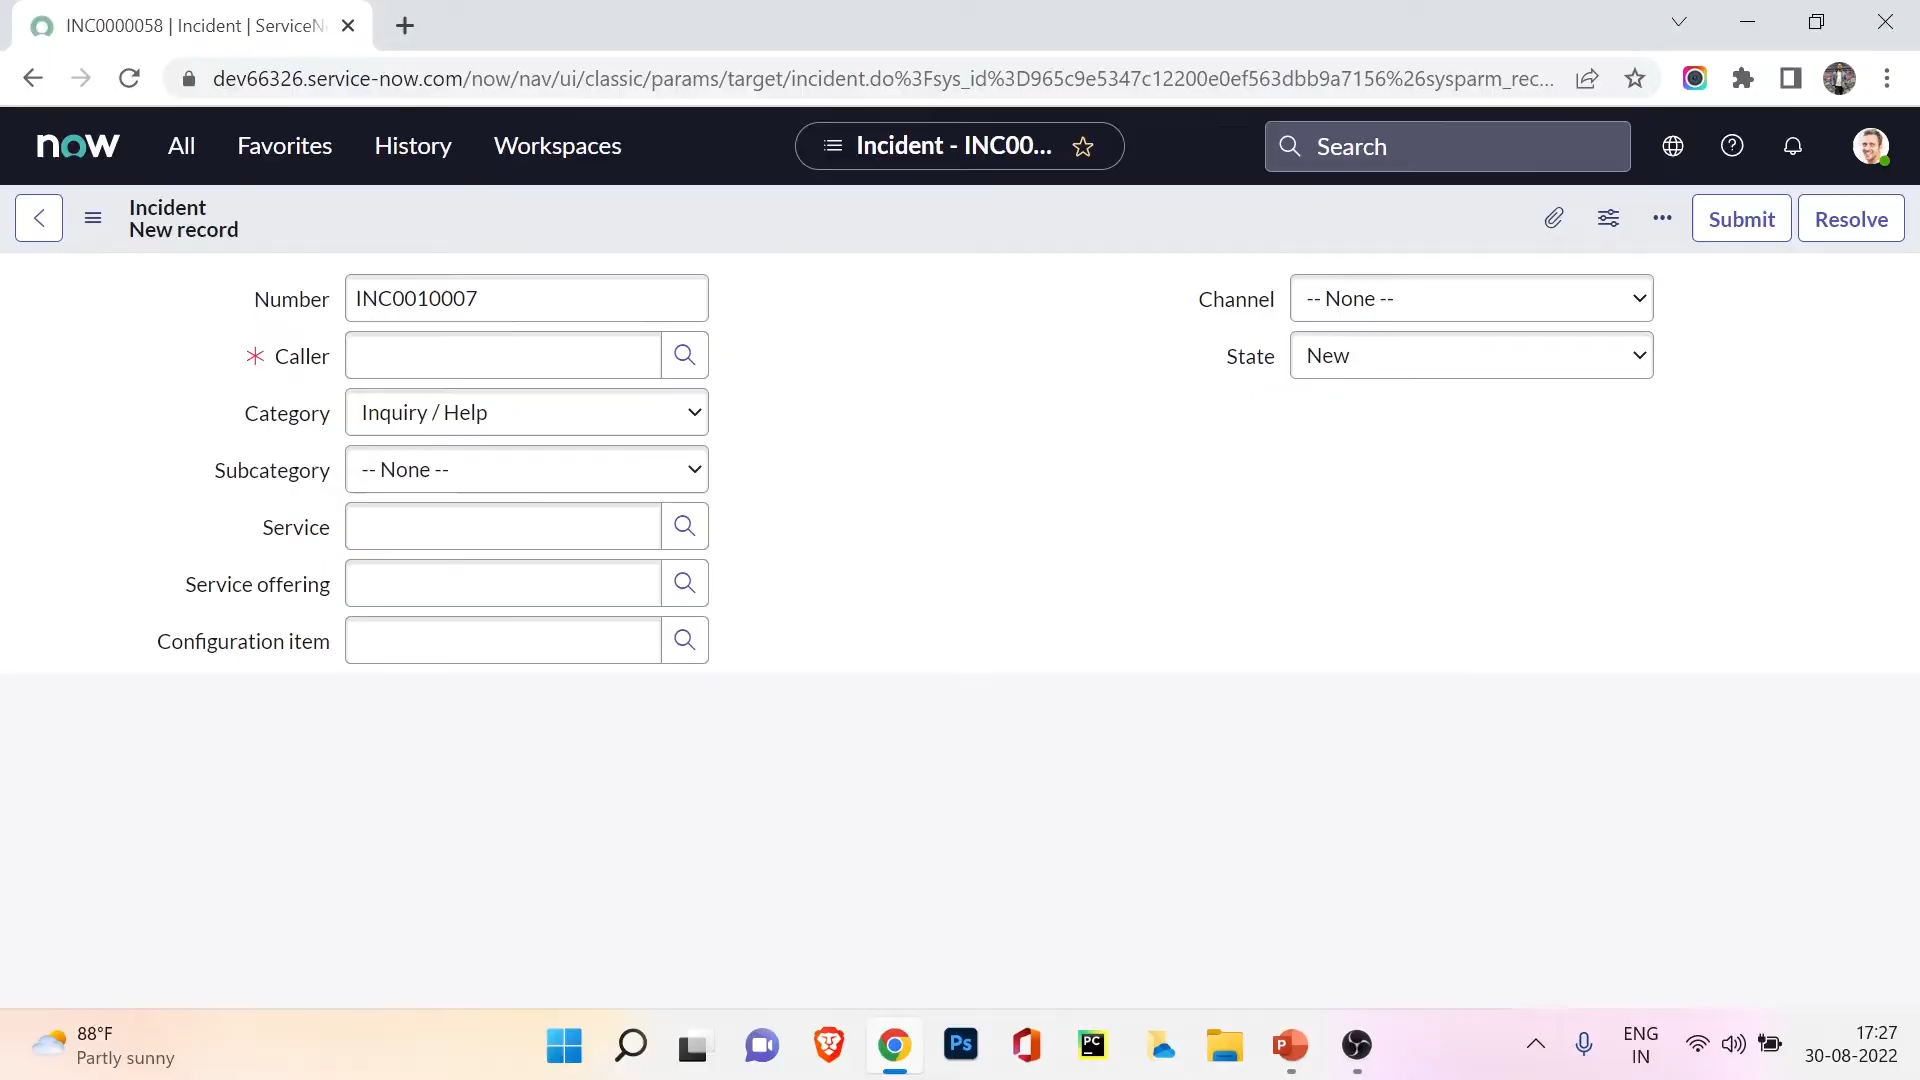 INC0000058 | Incident | ServiceN
dev66326.service-now.com/now/nav/ui/classic/params/target/incident.do%3Fsys_id%3D965c9e5347c12200e0ef563dbb9a7156%26sysparm_rec...
now
All
Favorites
History
Workspaces
Incident - INC00...
Search
Incident
New record
Submit
Resolve
Number
INC0010007
Channel
-- None --
Caller
State
New
Category
Inquiry / Help
Subcategory
-- None --
Service
Service offering
Configuration item
88°F
Partly sunny
Ps
PC
P
ENG
IN
17:27
30-08-2022